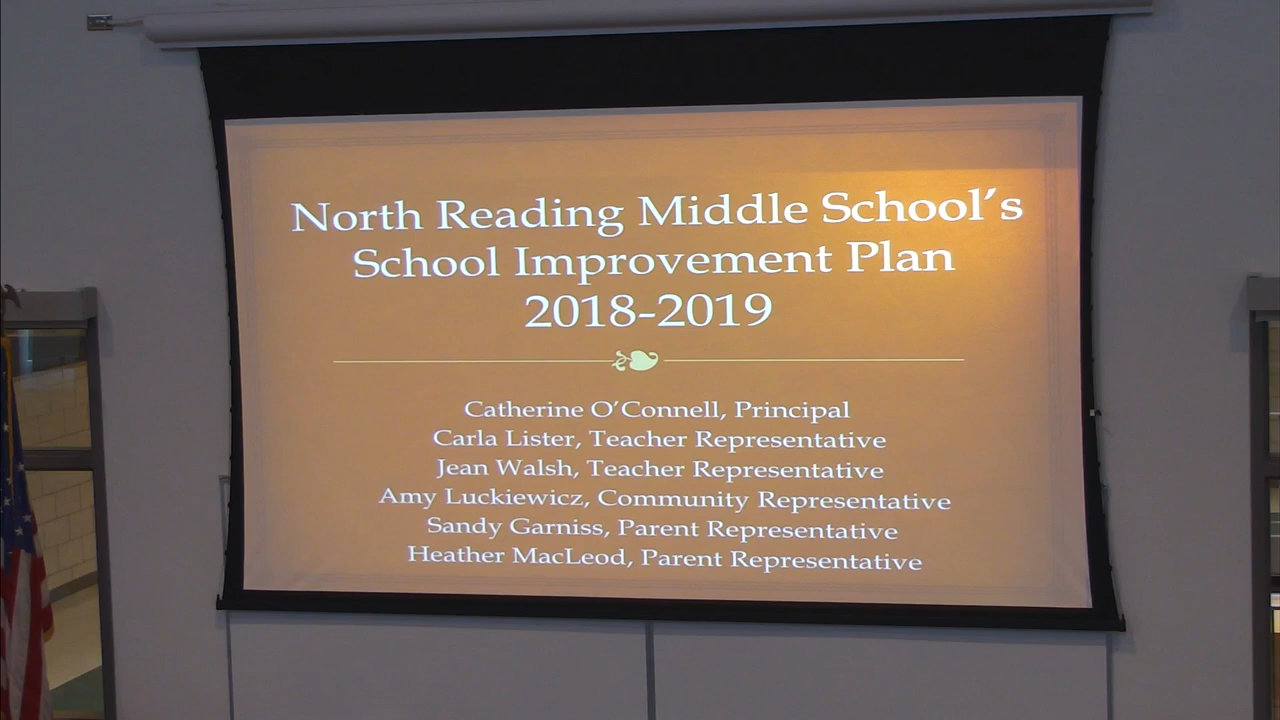 North Reading Middle School's
School Improvement Plan
2018-2019
Catherine O'Connell, Principal
Carla Lister, Teacher Representative
Jean Walsh, Teacher Representative
Amy Luckiewicz, Community Representative
Sandy Garniss, Parent Representative
Heather MacLeod, Parent Representative